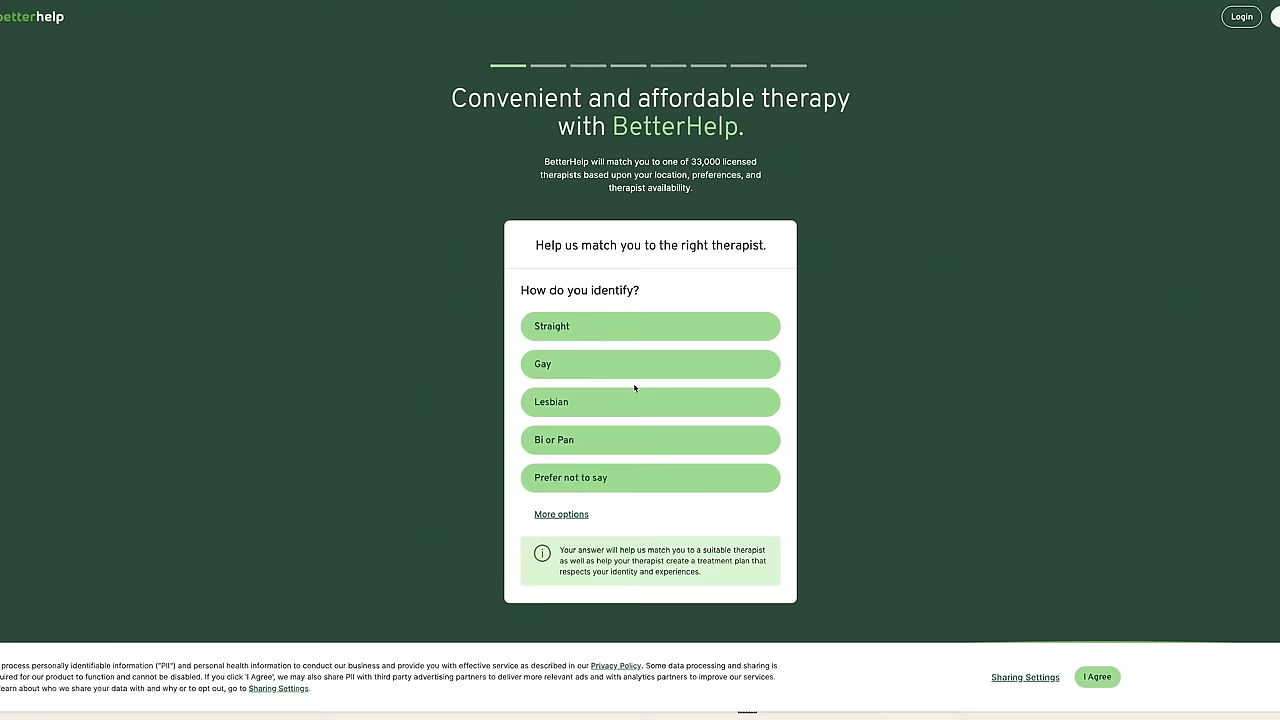 betterhelp
Login
Convenient and affordable therapy
with BetterHelp.
BetterHelp will match you to one of 33,000 licensed
therapists based upon your location, preferences, and
therapist availability.
Help us match you to the right therapist.
How do you identify?
Straight
Gay
Lesbian
Bi or Pan
Prefer not to say
More options
Your answer will help us match you to a suitable therapist
as well as help your therapist create a treatment plan that
respects your identity and experiences.
process personally identifiable information ("PII") and personal health information to conduct our business and provide you with effective service as described in our Privacy Policy. Some data processing and sharing is
for our product to function and cannot be disabled. If you click 'I Agree', we may also share PII with third party advertising partners to deliver more relevant ads and with analytics partners to improve our services.
about who we share your data with and why or to opt out, go to Sharing Settings.
Sharing Settings
I Agree